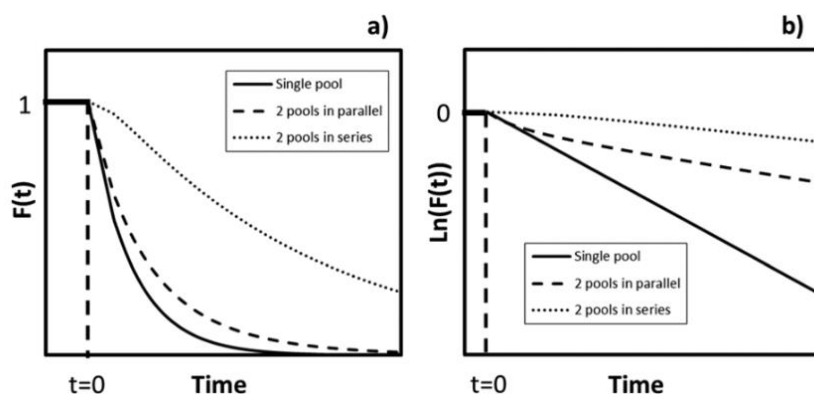 a)
1
F(t)
Single pool
2 pools in parallel
2 pools in series
t=0
Time
b)
0
Ln(F(t))
Single pool
2 pools in parallel
2 pools in series
t=0
Time